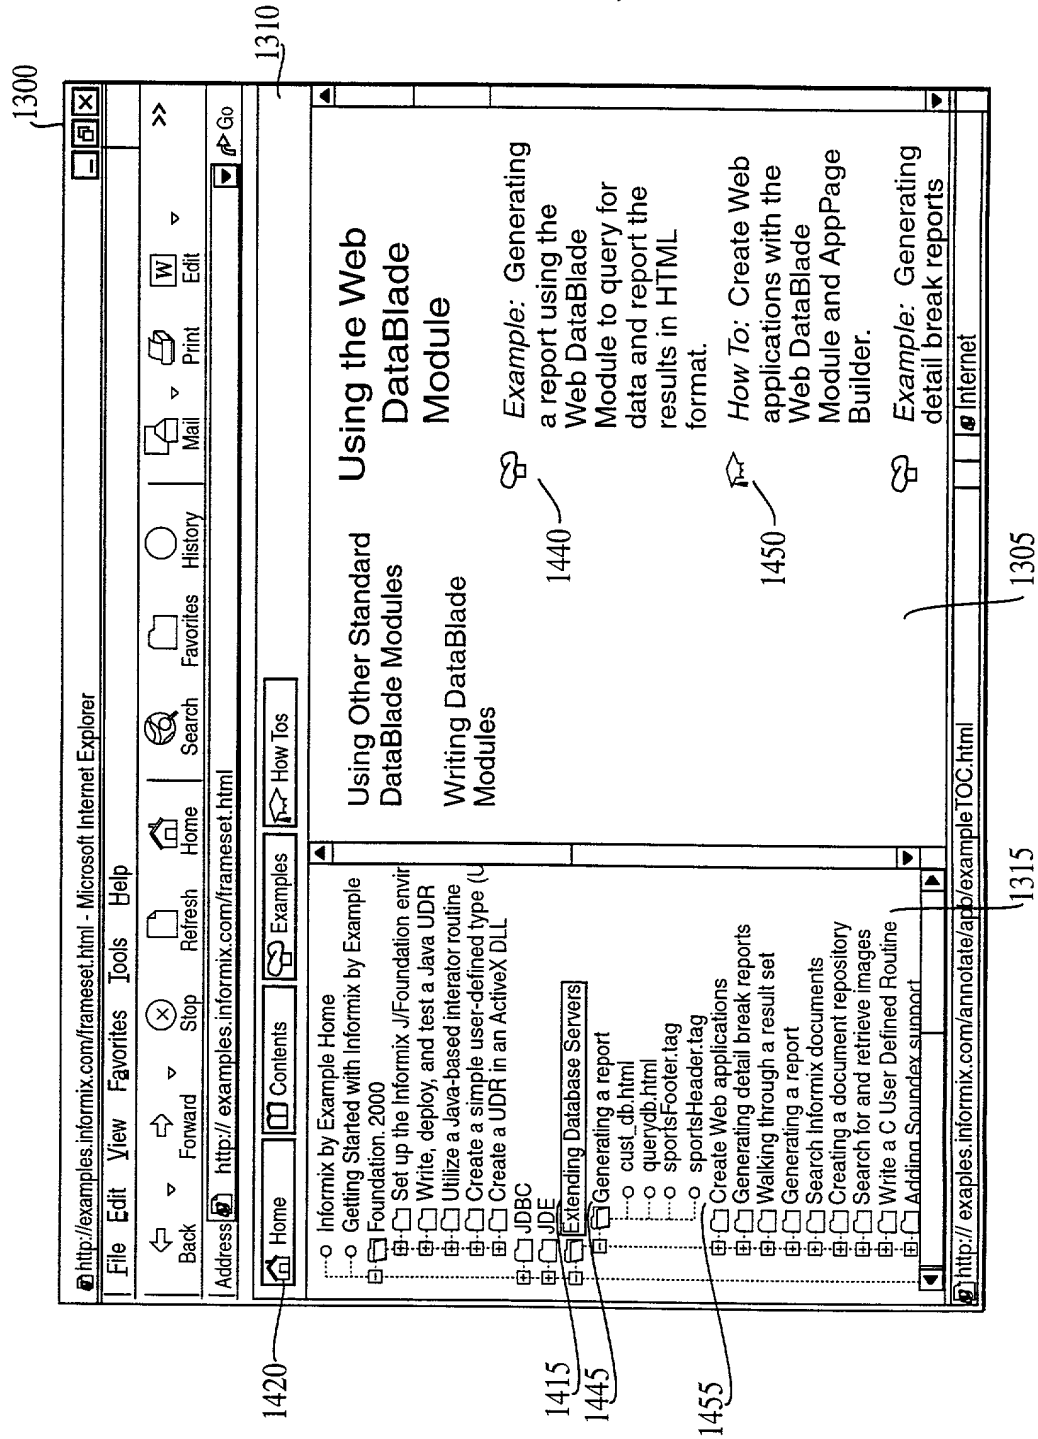 1300
http://examples.informix.com/frameset.html - Microsoft Internet Explorer
File Edit View Favorites Tools Help
Back Forward Stop Refresh Home Search Favorites History Mail Print Edit >>
Address http:// examples.informix.com/frameset.html Go
1310
1420
Home Contents Examples How Tos
Informix by Example Home
Getting Started with Informix by Example
Foundation. 2000
Set up the Informix J/Foundation envir
Write, deploy, and test a Java UDR
Utilize a Java-based interator routine
Create a simple user-defined type (U
Create a UDR in an ActiveX DLL
JDBC
JDE
1415
Extending Database Servers
1445
Generating a report
cust_db.html
querydb.html
sportsFooter.tag
sportsHeader.tag
1455
Create Web applications
Generating detail break reports
Walking through a result set
Generating a report
Search Informix documents
Creating a document repository
Search for and retrieve images
Write a C User Defined Routine
Adding Soundex support
1315
Using Other Standard
DataBlade Modules
Writing DataBlade
Modules
Using the Web
DataBlade
Module
1440
Example: Generating
a report using the
Web DataBlade
Module to query for
data and report the
results in HTML
format.
1450
How To: Create Web
applications with the
Web DataBlade
Module and AppPage
Builder.
Example: Generating
detail break reports
1305
http:// exaples.informix.com/annotate/app/exampleTOC.html
Internet